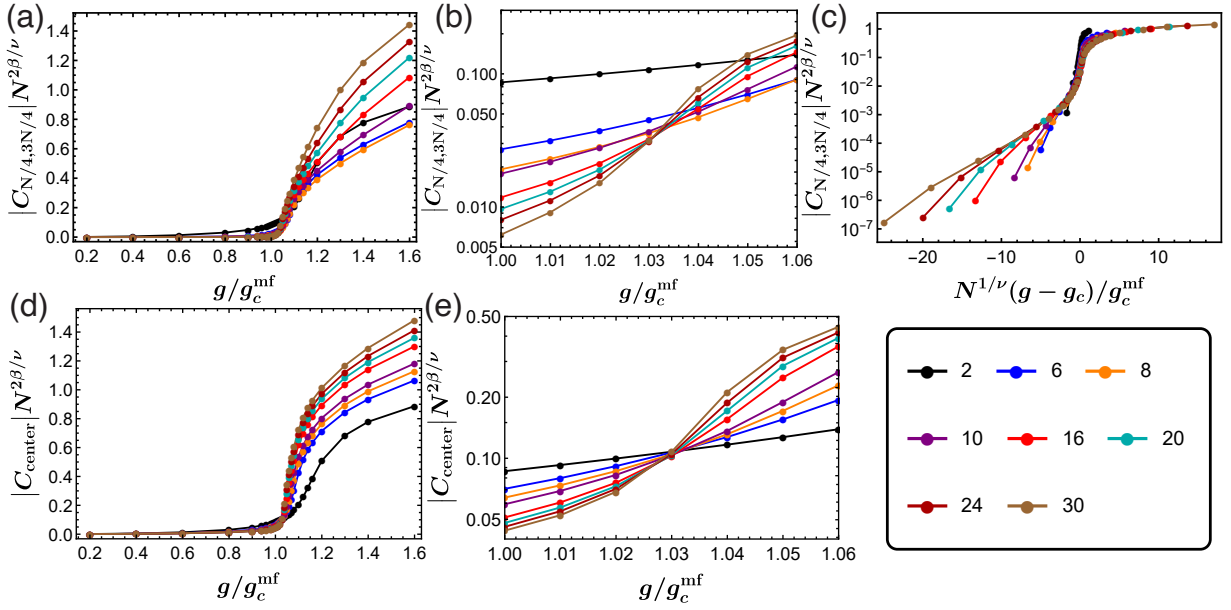 (a)
|C_{N/4,3N/4}|N^{2β/ν}
1.4
1.2
1.0
0.8
0.6
0.4
0.2
0.0
0.2 0.4 0.6 0.8 1.0 1.2 1.4 1.6
g/g_c^{mf}
(b)
|C_{N/4,3N/4}|N^{2β/ν}
0.100
0.050
0.010
0.005
1.00 1.01 1.02 1.03 1.04 1.05 1.06
g/g_c^{mf}
(c)
|C_{N/4,3N/4}|N^{2β/ν}
1
10^{-1}
10^{-2}
10^{-3}
10^{-4}
10^{-5}
10^{-6}
10^{-7}
-20 -10 0 10
N^{1/ν}(g − g_c)/g_c^{mf}
(d)
|C_{center}|N^{2β/ν}
1.4
1.2
1.0
0.8
0.6
0.4
0.2
0.0
0.2 0.4 0.6 0.8 1.0 1.2 1.4 1.6
g/g_c^{mf}
(e)
|C_{center}|N^{2β/ν}
0.50
0.20
0.10
0.05
1.00 1.01 1.02 1.03 1.04 1.05 1.06
g/g_c^{mf}
2 6 8
10 16 20
24 30